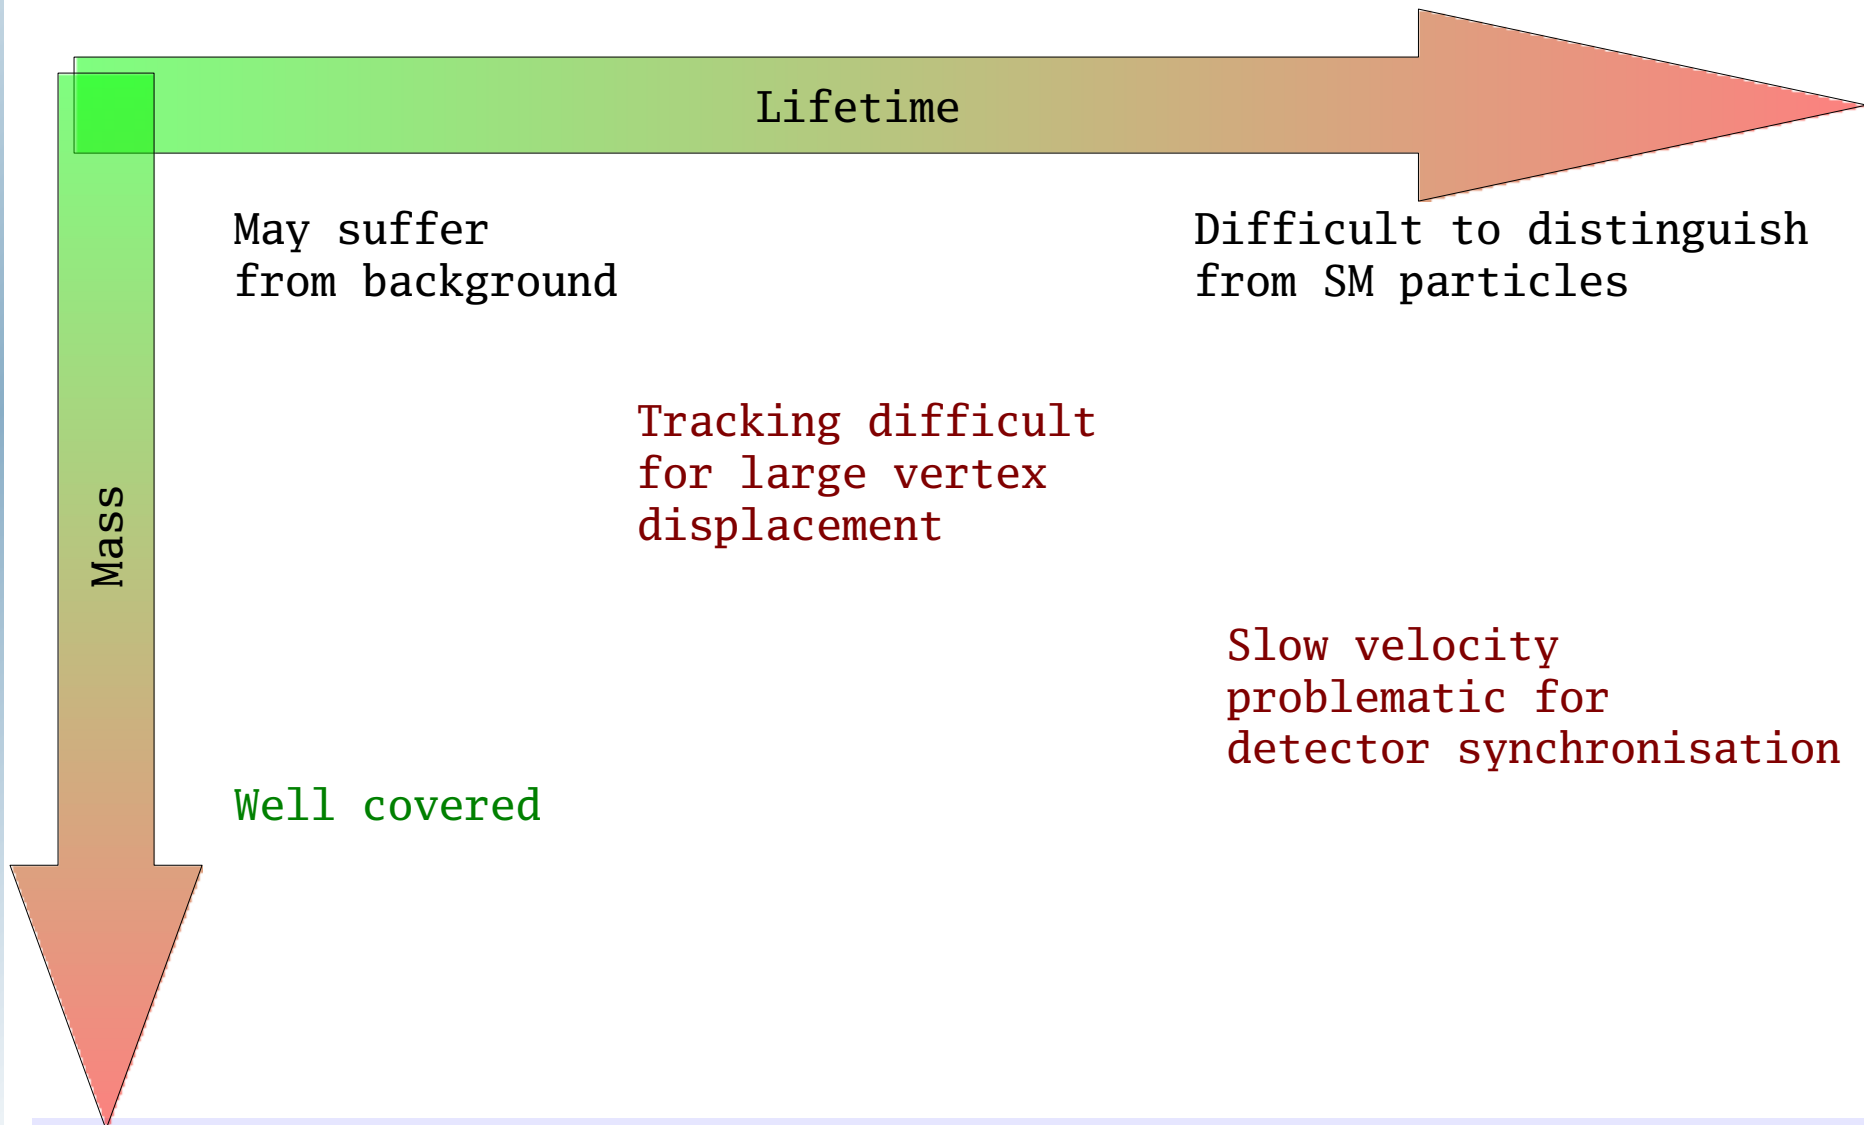 Lifetime
May suffer
from background
Difficult to distinguish
from SM particles
Tracking difficult
for large vertex
displacement
Mass
Slow velocity
problematic for
detector synchronisation
Well covered